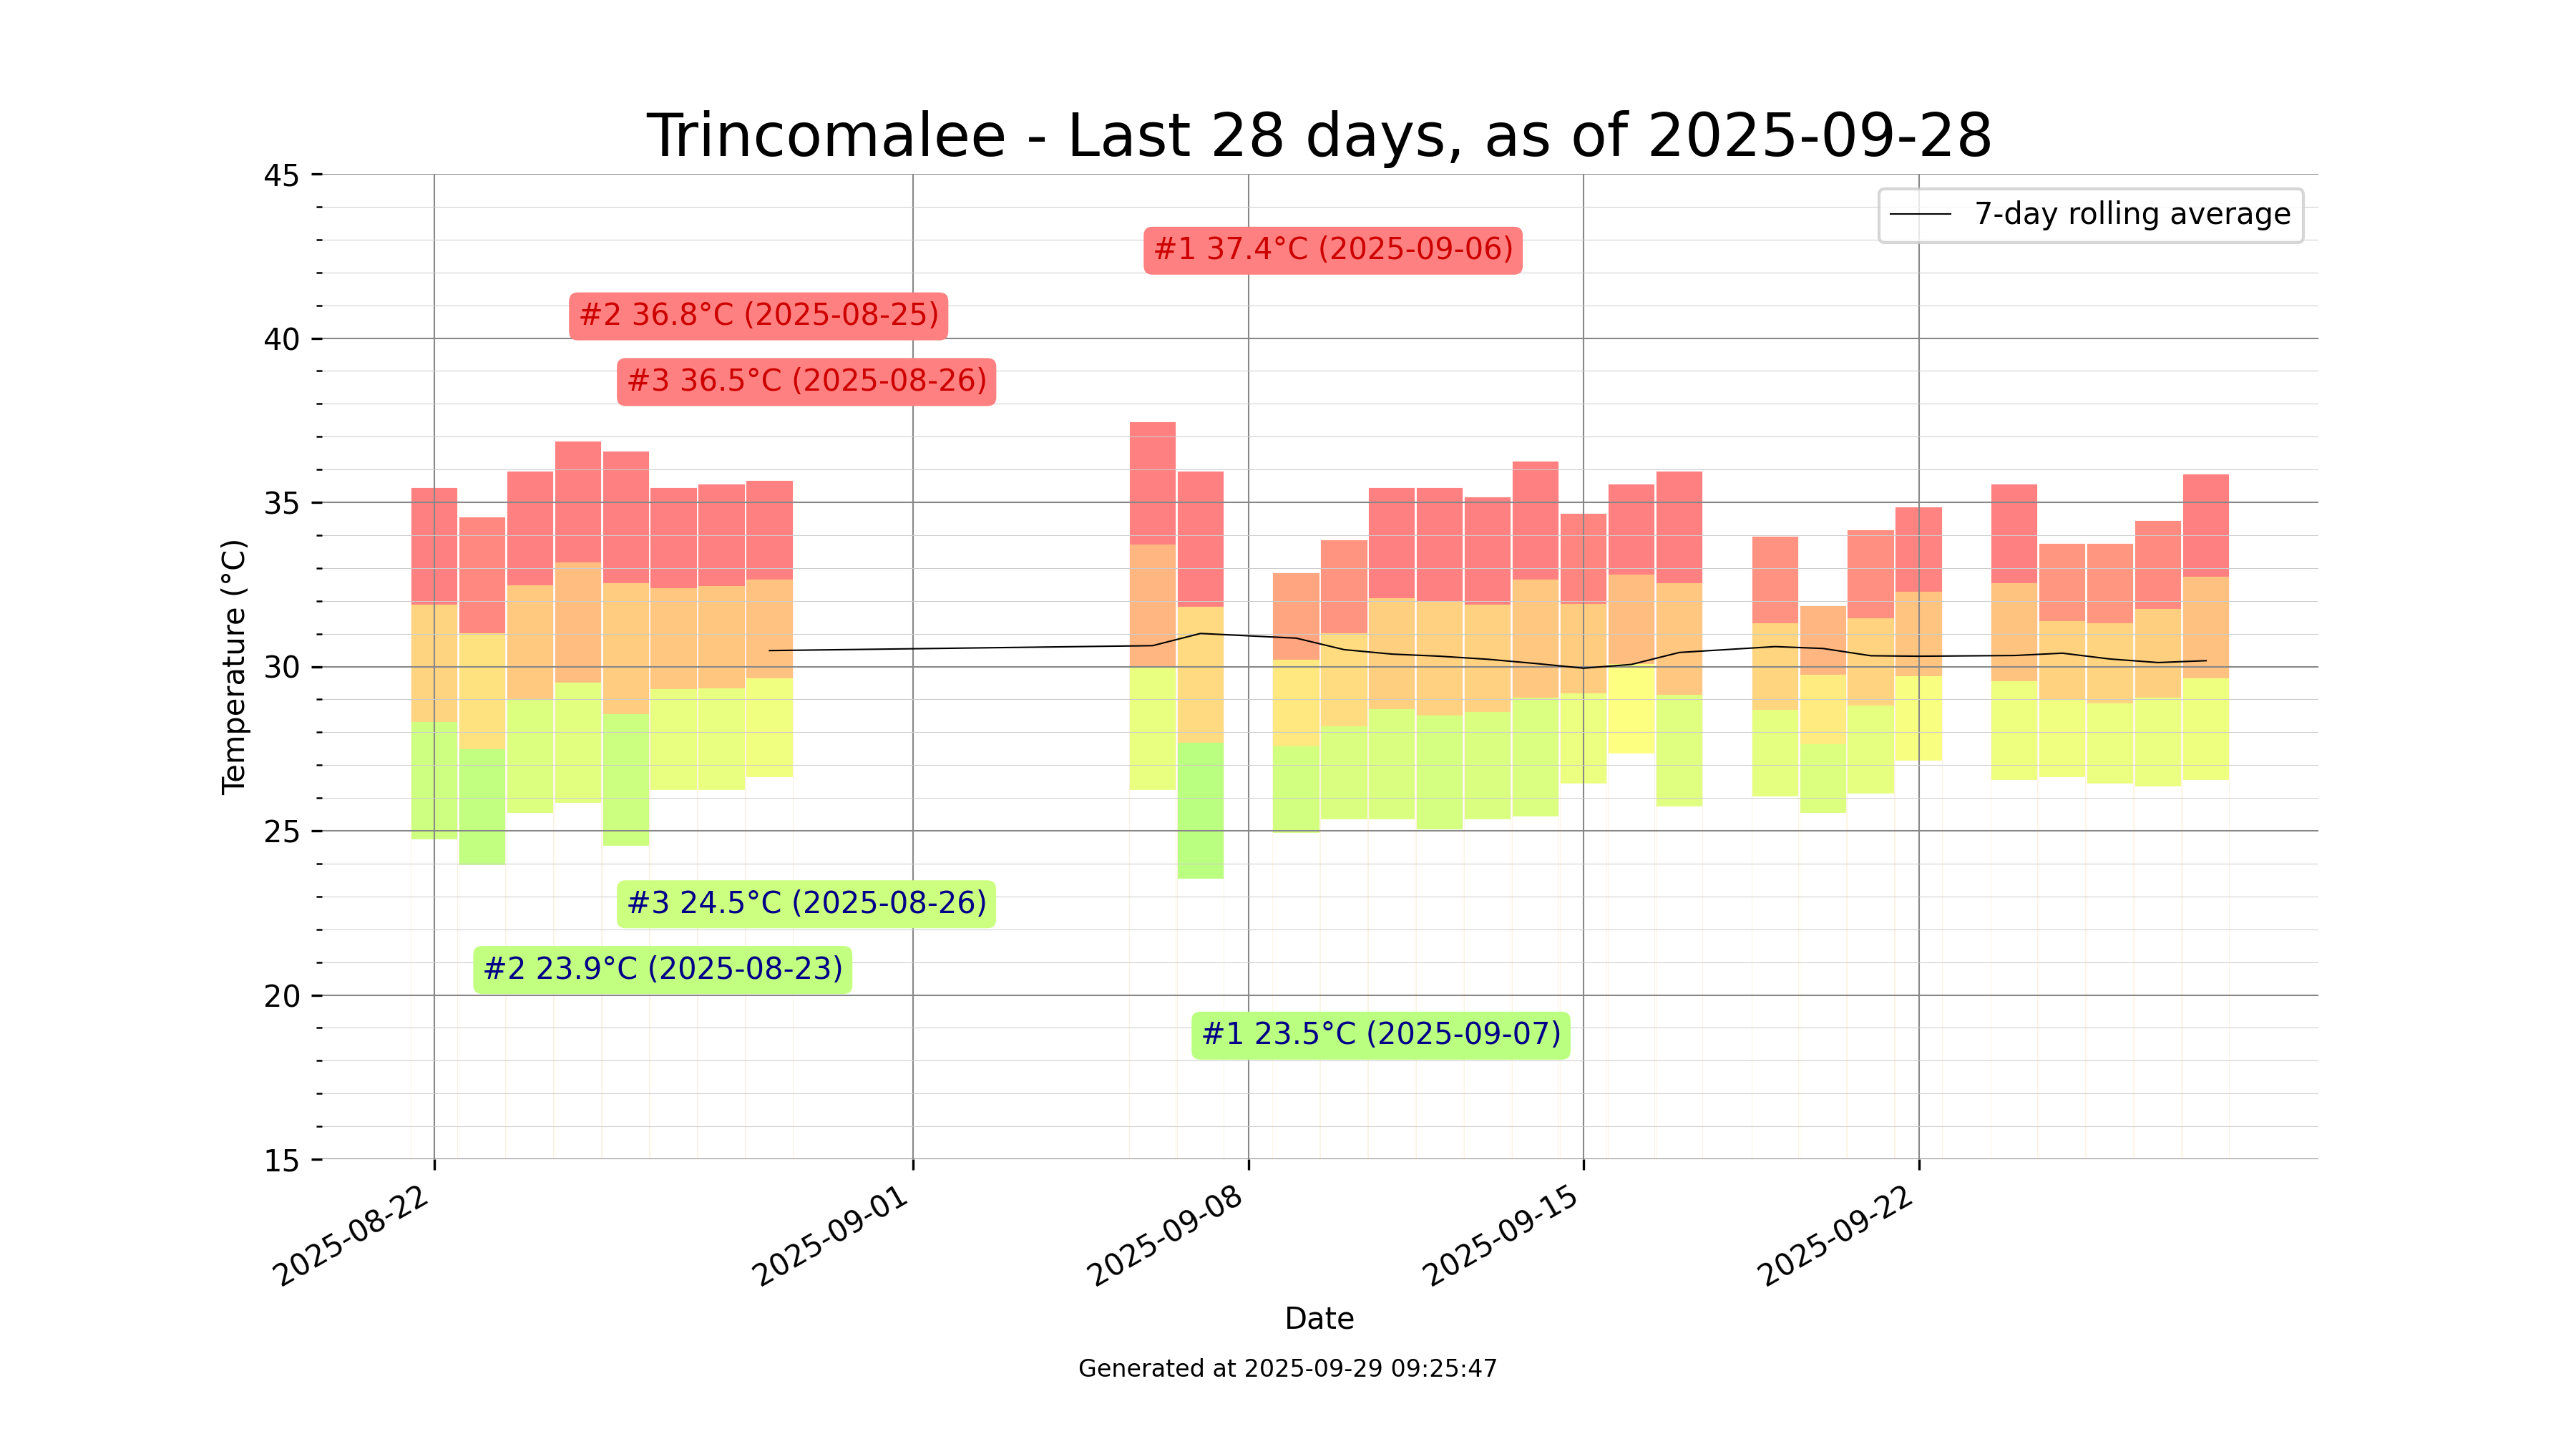 Trincomalee - Last 28 days, as of 2025-09-28
45
40
35
30
25
20
15
Temperature (°C)
7-day rolling average
#1 37.4°C (2025-09-06)
#2 36.8°C (2025-08-25)
#3 36.5°C (2025-08-26)
#3 24.5°C (2025-08-26)
#2 23.9°C (2025-08-23)
#1 23.5°C (2025-09-07)
2025-08-22
2025-09-01
2025-09-08
2025-09-15
2025-09-22
Date
Generated at 2025-09-29 09:25:47